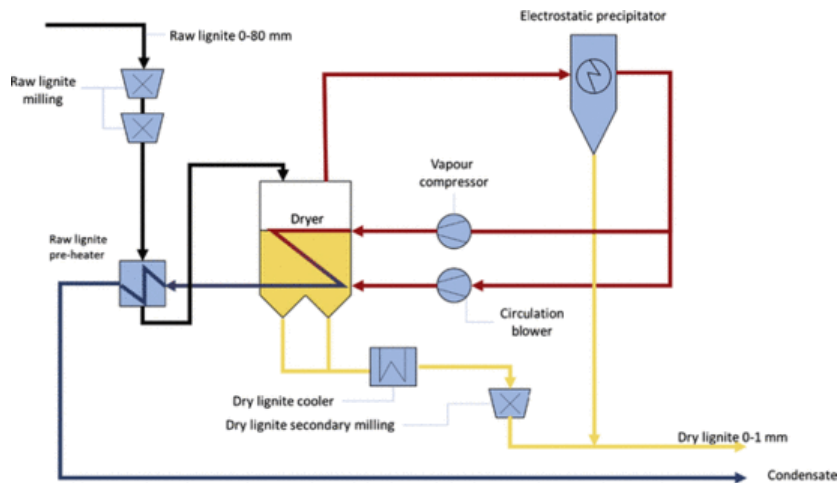 Electrostatic precipitator
Raw lignite 0-80 mm
Raw lignite
milling
Vapour
compressor
Dryer
Raw lignite
pre-heater
Circulation
blower
Dry lignite cooler
Dry lignite secondary milling
Dry lignite 0-1 mm
Condensate